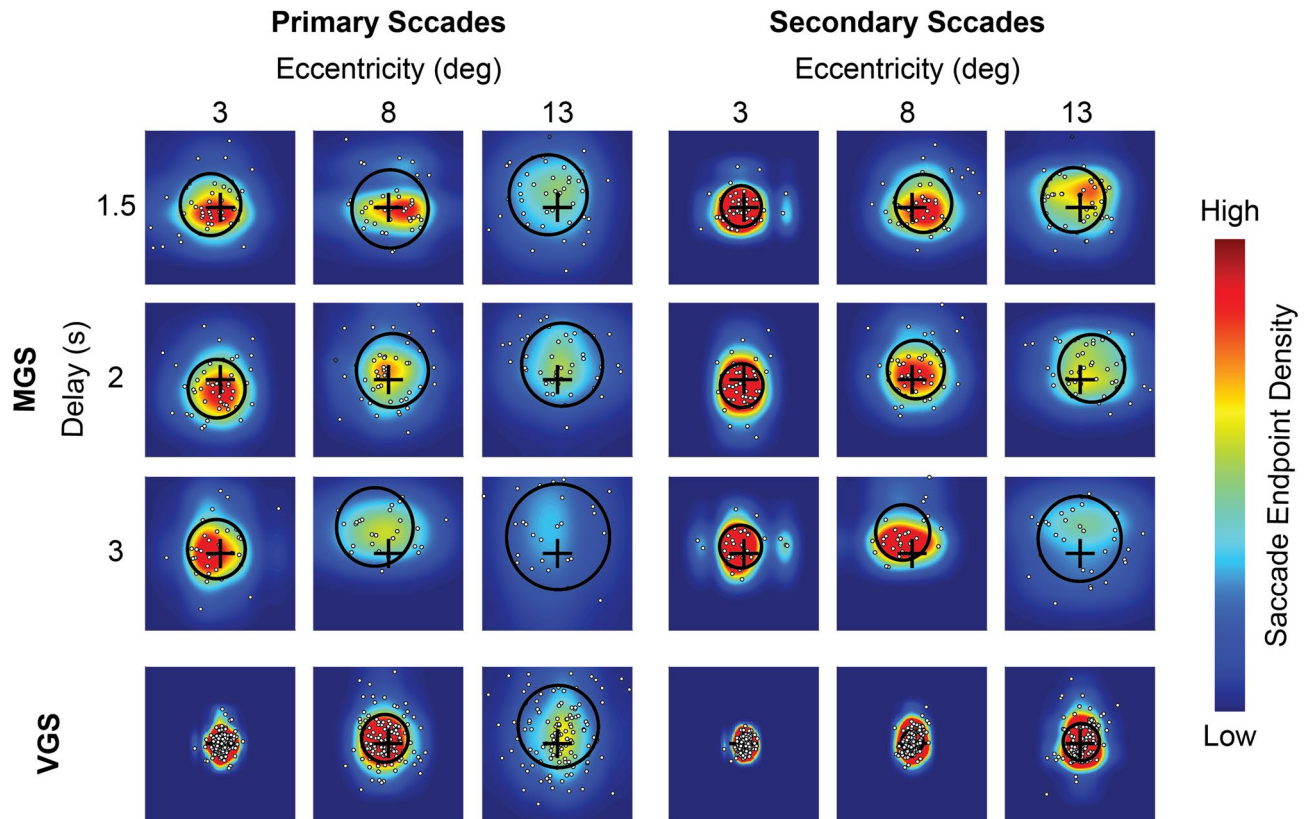 Primary Sccades
Secondary Sccades
Eccentricity (deg)
Eccentricity (deg)
3 8 13
3 8 13
MGS
Delay (s)
1.5
2
3
VGS
High
Saccade Endpoint Density
Low